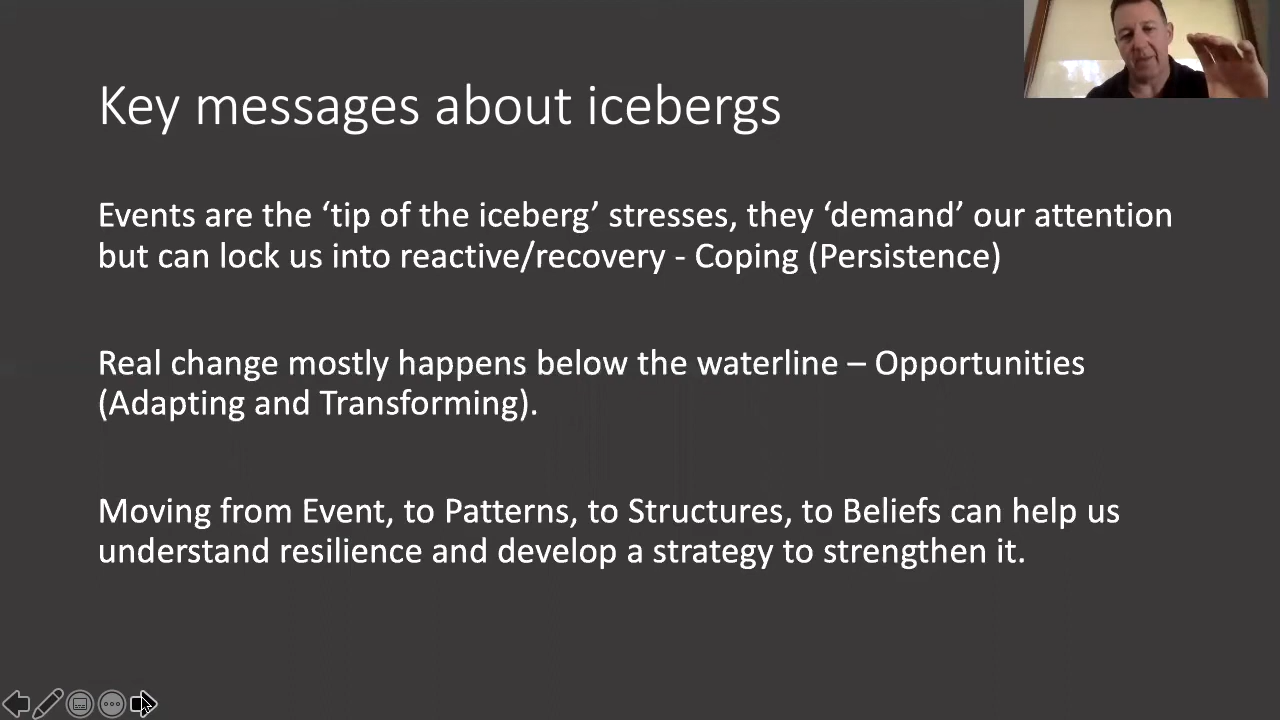 Key messages about icebergs
Events are the ‘tip of the iceberg’ stresses, they ‘demand’ our attention
but can lock us into reactive/recovery - Coping (Persistence)
Real change mostly happens below the waterline – Opportunities
(Adapting and Transforming).
Moving from Event, to Patterns, to Structures, to Beliefs can help us
understand resilience and develop a strategy to strengthen it.